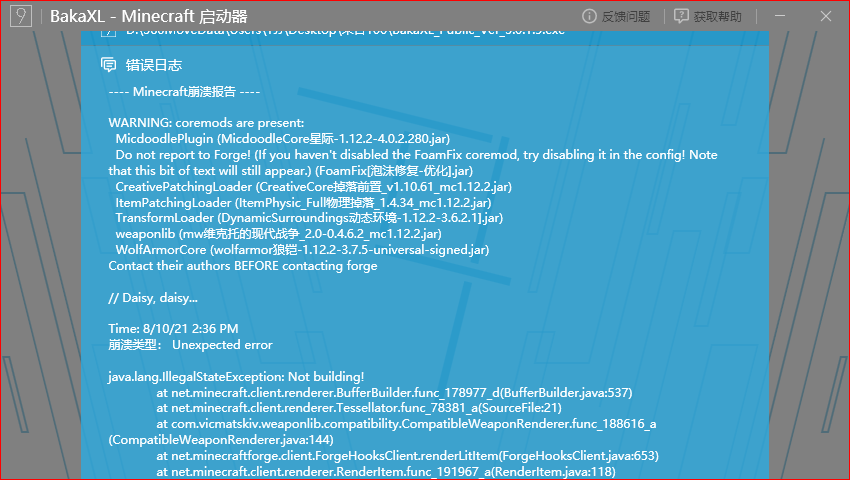 BakaXL - Minecraft 启动器
反馈问题
获取帮助
错误日志
---- Minecraft崩溃报告 ----
WARNING: coremods are present:
MicdoodlePlugin (MicdoodleCore星际-1.12.2-4.0.2.280.jar)
Do not report to Forge! (If you haven't disabled the FoamFix coremod, try disabling it in the config! Note
that this bit of text will still appear.) (FoamFix[泡沫修复-优化].jar)
CreativePatchingLoader (CreativeCore掉落前置_v1.10.61_mc1.12.2.jar)
ItemPatchingLoader (ItemPhysic_Full物理掉落_1.4.34_mc1.12.2.jar)
TransformLoader (DynamicSurroundings动态环境-1.12.2-3.6.2.1].jar)
weaponlib (mw维克托的现代战争_2.0-0.4.6.2_mc1.12.2.jar)
WolfArmorCore (wolfarmor狼铠-1.12.2-3.7.5-universal-signed.jar)
Contact their authors BEFORE contacting forge
// Daisy, daisy...
Time: 8/10/21 2:36 PM
崩溃类型： Unexpected error
java.lang.IllegalStateException: Not building!
at net.minecraft.client.renderer.BufferBuilder.func_178977_d(BufferBuilder.java:537)
at net.minecraft.client.renderer.Tessellator.func_78381_a(SourceFile:21)
at com.vicmatskiv.weaponlib.compatibility.CompatibleWeaponRenderer.func_188616_a
(CompatibleWeaponRenderer.java:144)
at net.minecraftforge.client.ForgeHooksClient.renderLitItem(ForgeHooksClient.java:653)
at net.minecraft.client.renderer.RenderItem.func_191967_a(RenderItem.java:118)